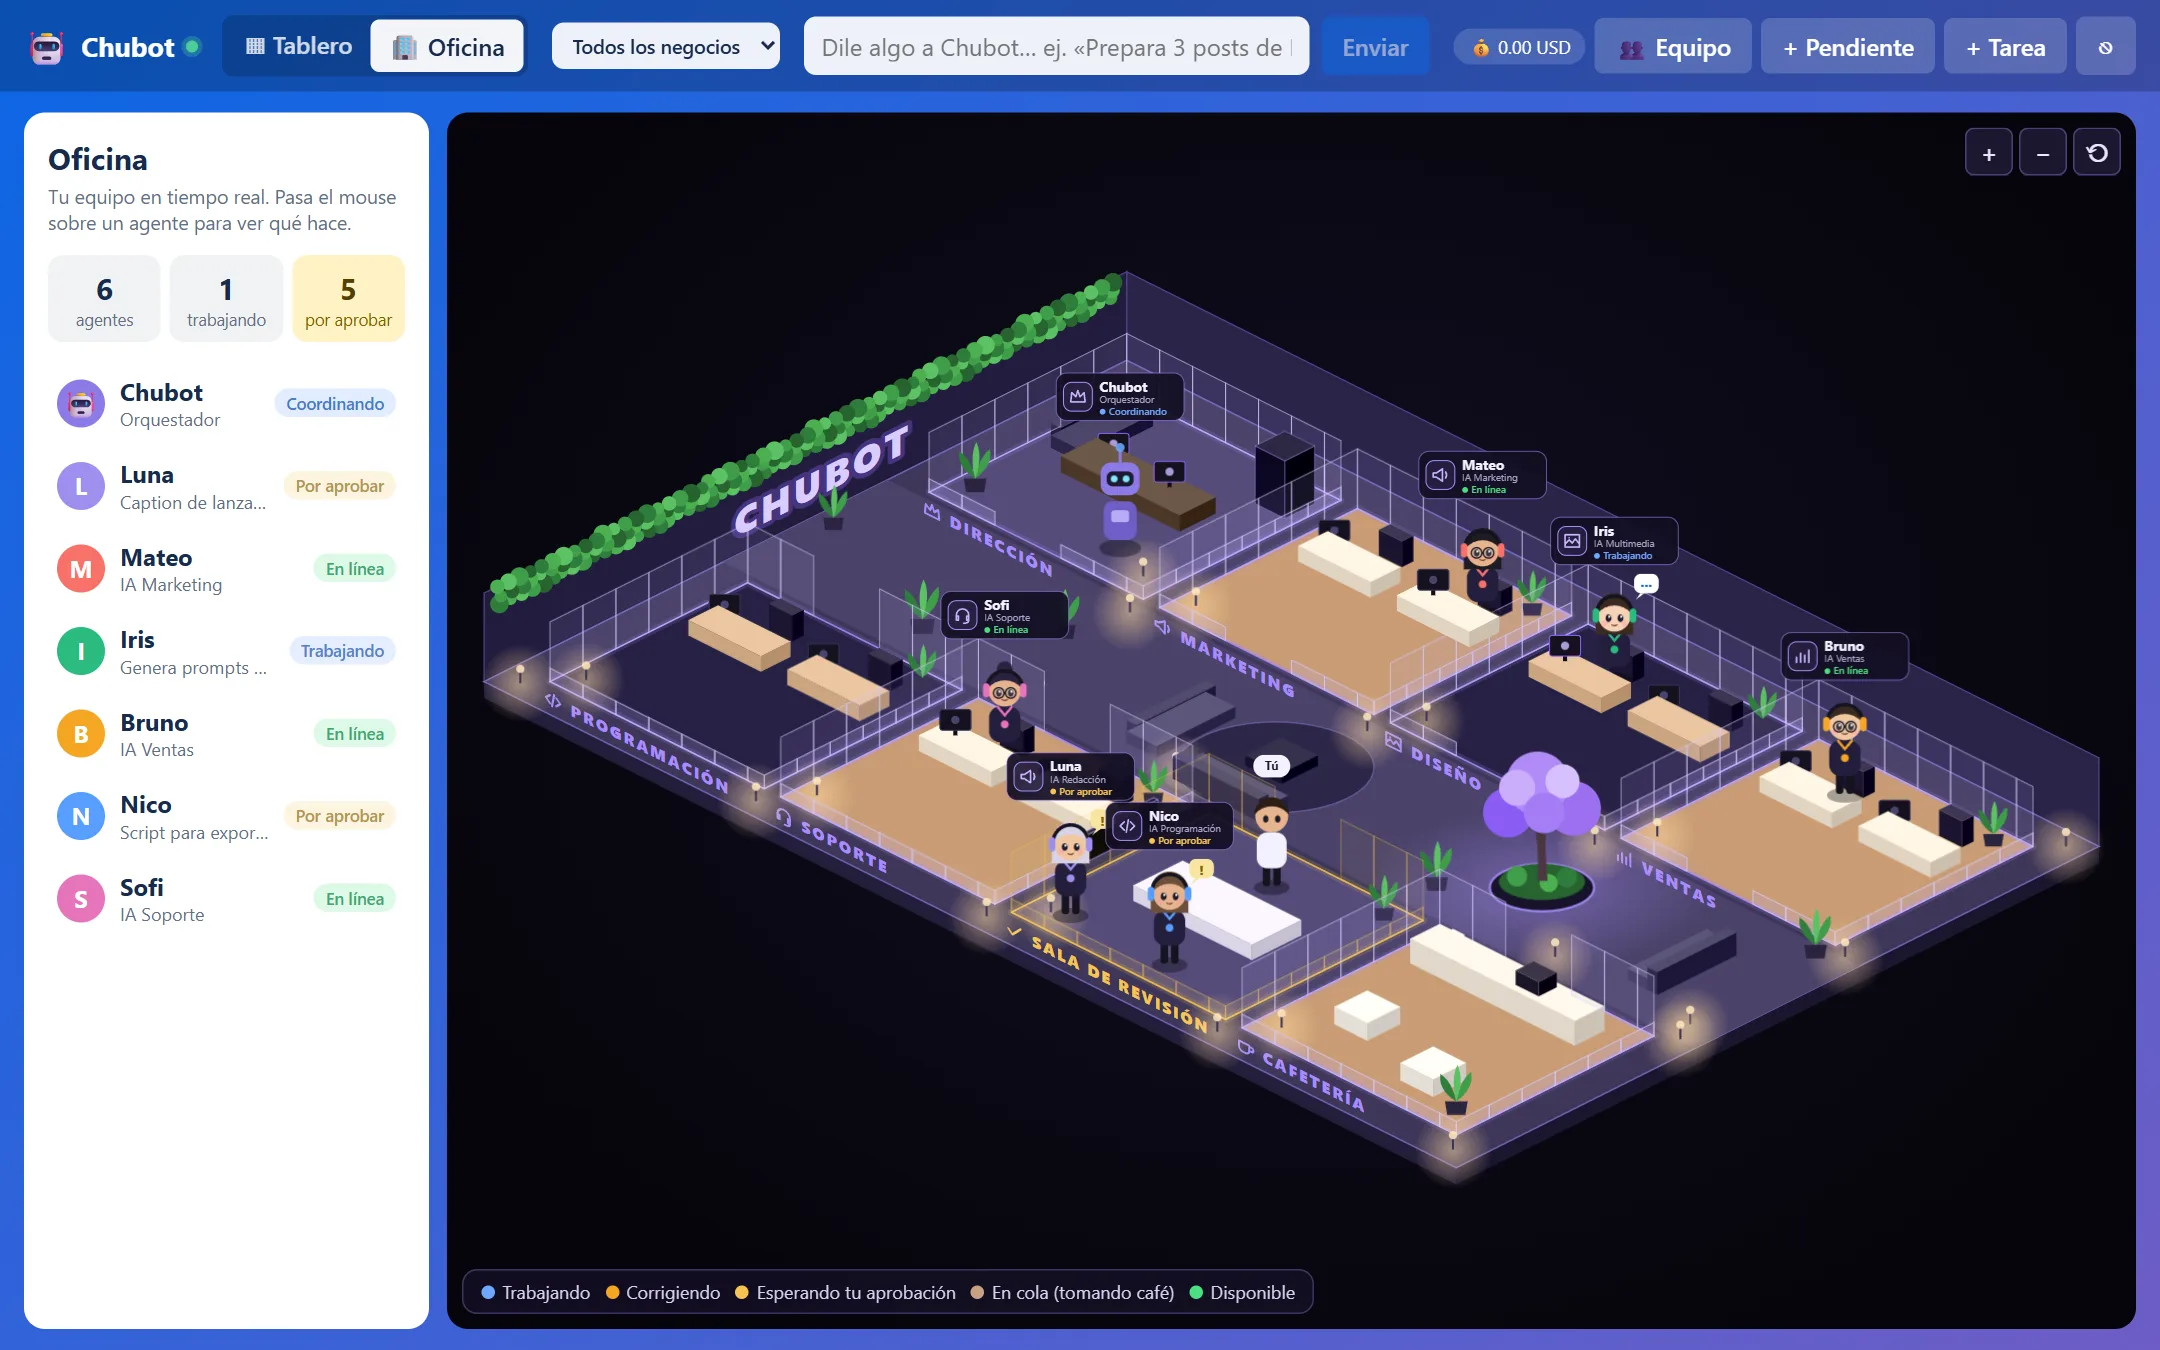 Chubot
Tablero
Oficina
Todos los negocios
Dile algo a Chubot... ej. «Prepara 3 posts de l
Enviar
0.00 USD
Equipo
+ Pendiente
+ Tarea
Oficina
Tu equipo en tiempo real. Pasa el mouse
sobre un agente para ver qué hace.
6
agentes
1
trabajando
5
por aprobar
Chubot
Orquestador
Coordinando
L
Luna
Caption de lanza...
Por aprobar
M
Mateo
IA Marketing
En línea
I
Iris
Genera prompts ...
Trabajando
B
Bruno
IA Ventas
En línea
N
Nico
Script para expor...
Por aprobar
S
Sofi
IA Soporte
En línea
+
−
CHUBOT
Chubot
Orquestador
Coordinando
DIRECCIÓN
Mateo
IA Marketing
En línea
MARKETING
Iris
IA Multimedia
Trabajando
...
DISEÑO
Bruno
IA Ventas
En línea
VENTAS
Sofi
IA Soporte
En línea
PROGRAMACIÓN
SOPORTE
Luna
IA Redacción
Por aprobar
!
Nico
IA Programación
Por aprobar
!
Tú
SALA DE REVISIÓN
CAFETERÍA
Trabajando
Corrigiendo
Esperando tu aprobación
En cola (tomando café)
Disponible